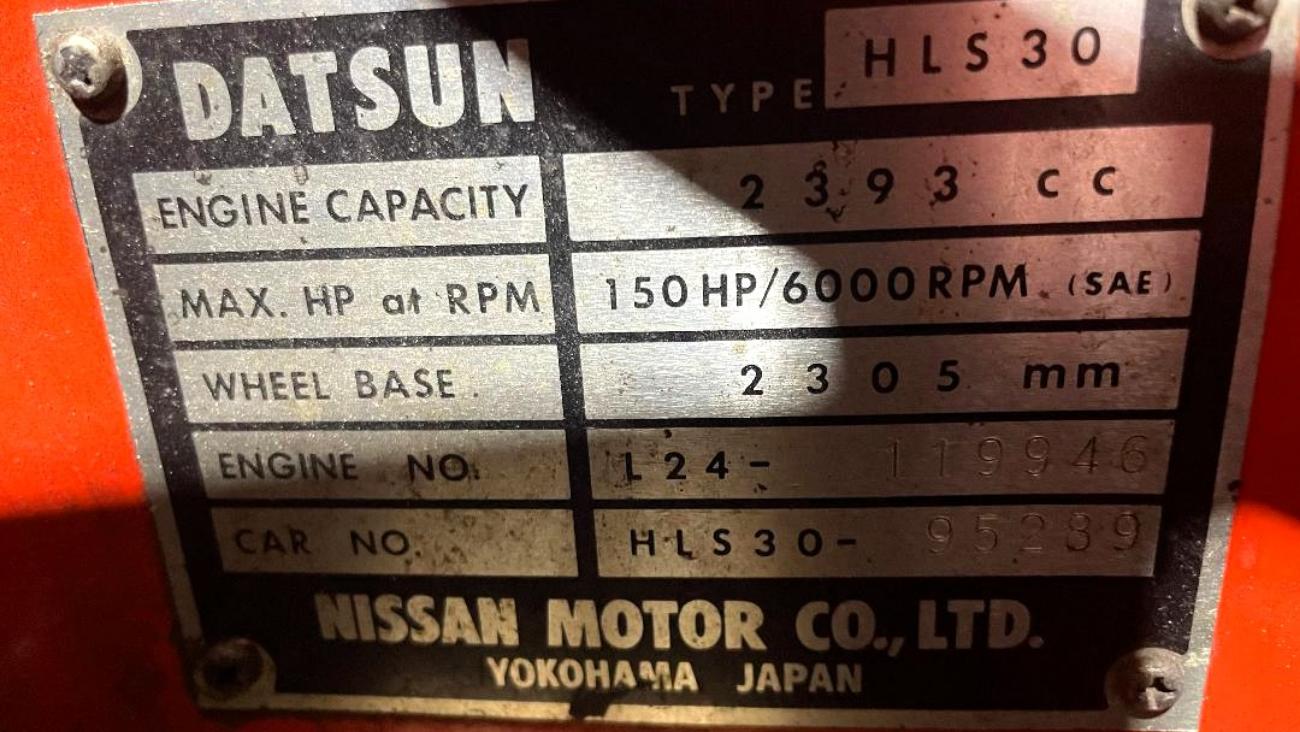 DATSUN TYPE HLS30
ENGINE CAPACITY 2393 cc
MAX. HP at RPM 150HP/6000RPM (SAE)
WHEEL BASE. 2305 mm
ENGINE NO. L24- 119946
CAR NO. HLS30- 95289
NISSAN MOTOR CO., LTD.
YOKOHAMA JAPAN